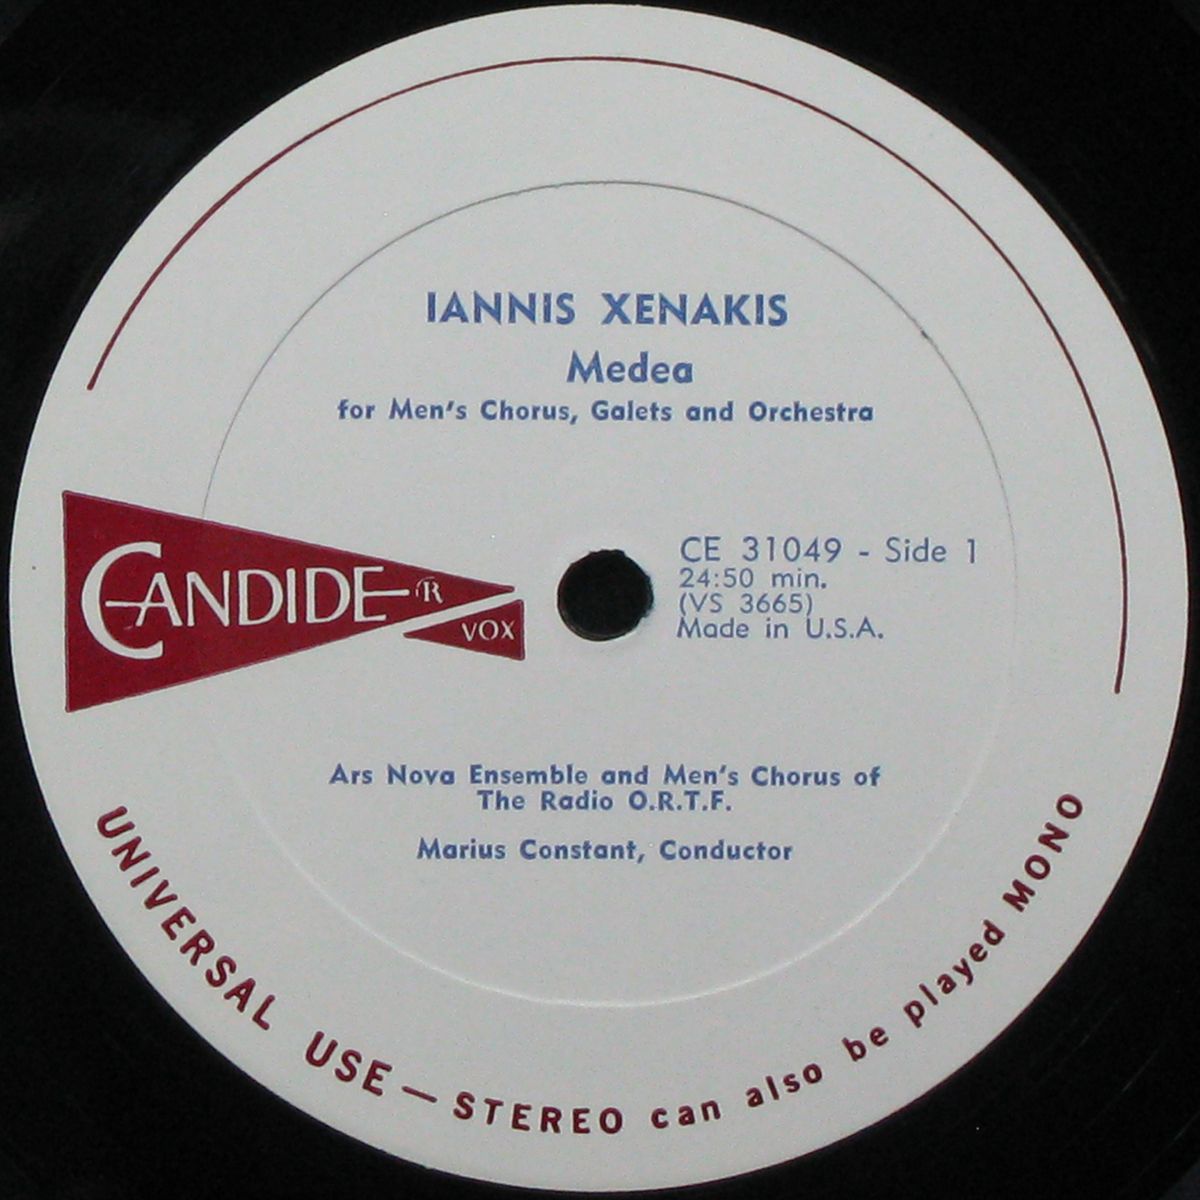 IANNIS XENAKIS
Medea
for Men's Chorus, Galets and Orchestra
CANDIDE ®
VOX
CE 31049 - Side 1
24:50 min.
(VS 3665)
Made in U.S.A.
Ars Nova Ensemble and Men's Chorus of
The Radio O.R.T.F.
Marius Constant, Conductor
UNIVERSAL USE — STEREO can also be played MONO